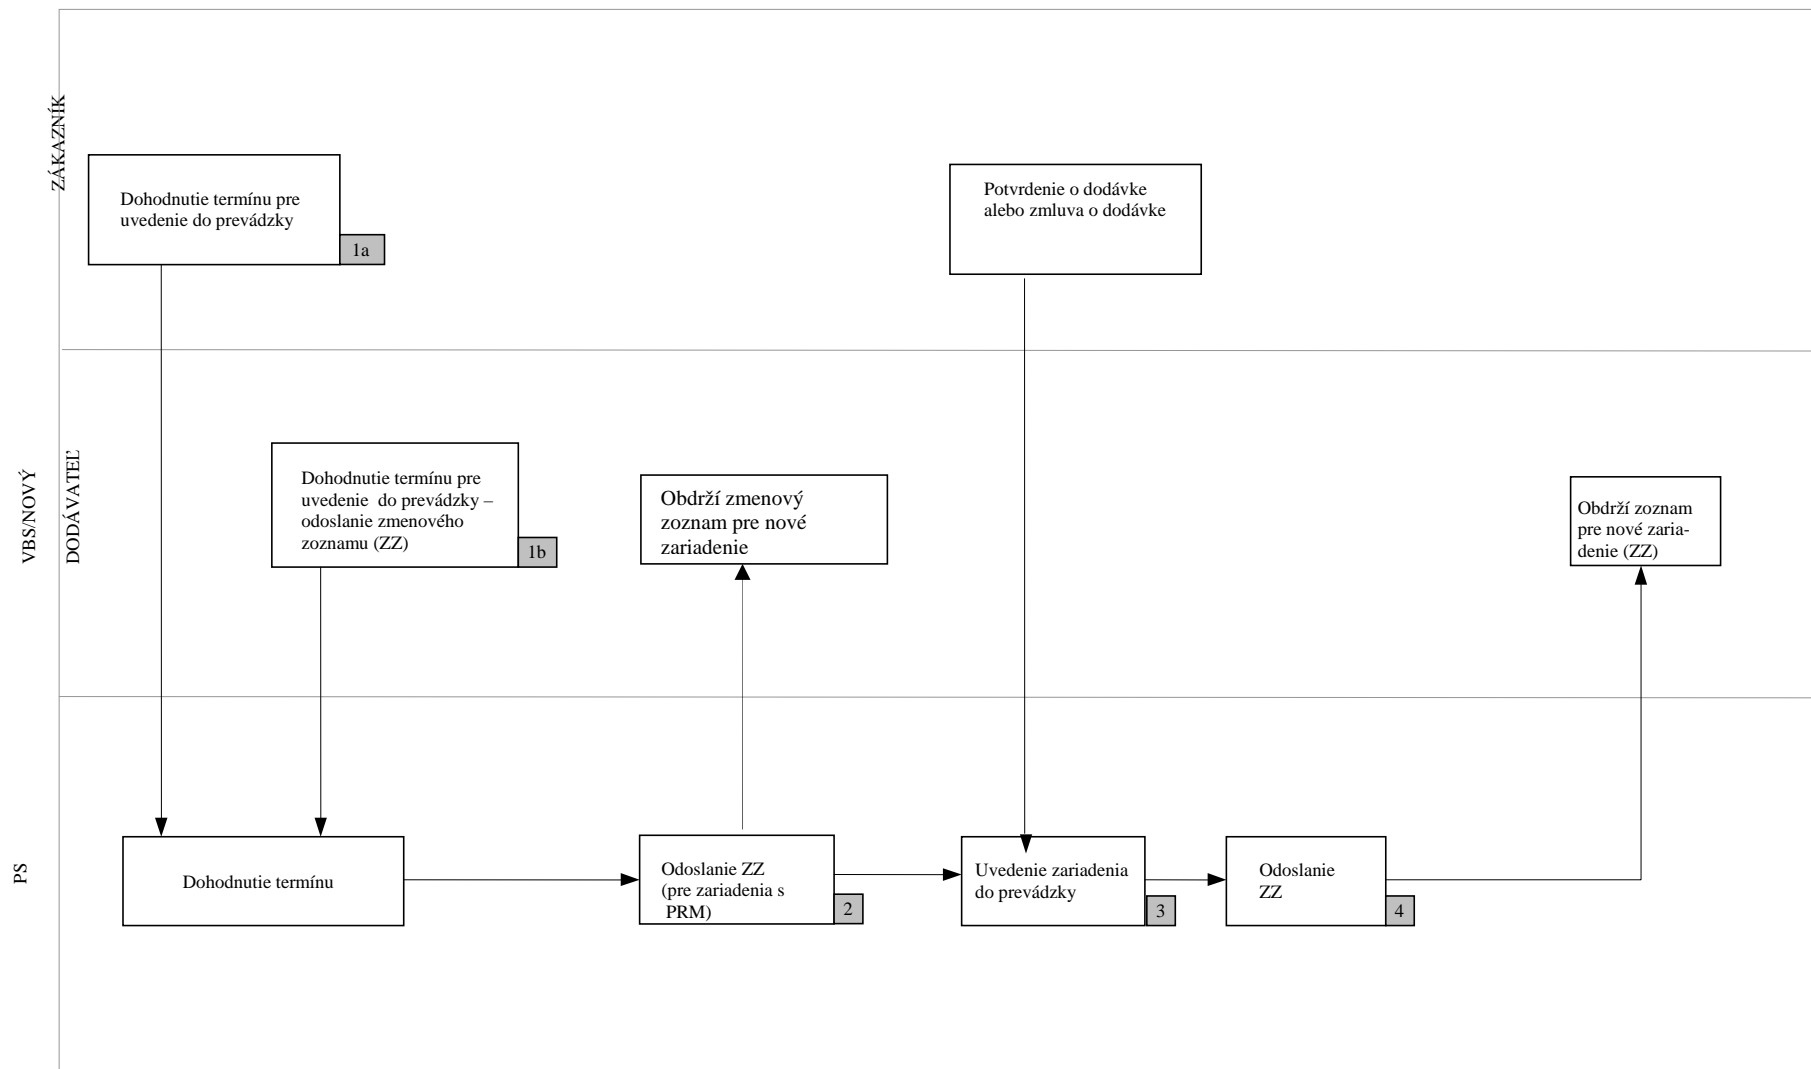 ZÁKAZNÍK
Dohodnutie termínu pre
uvedenie do prevádzky
1a
Potvrdenie o dodávke
alebo zmluva o dodávke
VBS/NOVÝ
DODÁVATEĽ
Dohodnutie termínu pre
uvedenie  do prevádzky –
odoslanie zmenového
zoznamu (ZZ)
1b
Obdrží zmenový
zoznam pre nové
zariadenie
Obdrží zoznam
pre nové zaria-
denie (ZZ)
PS
Dohodnutie termínu
Odoslanie ZZ
(pre zariadenia s
PRM)
2
Uvedenie zariadenia
do prevádzky
3
Odoslanie
ZZ
4